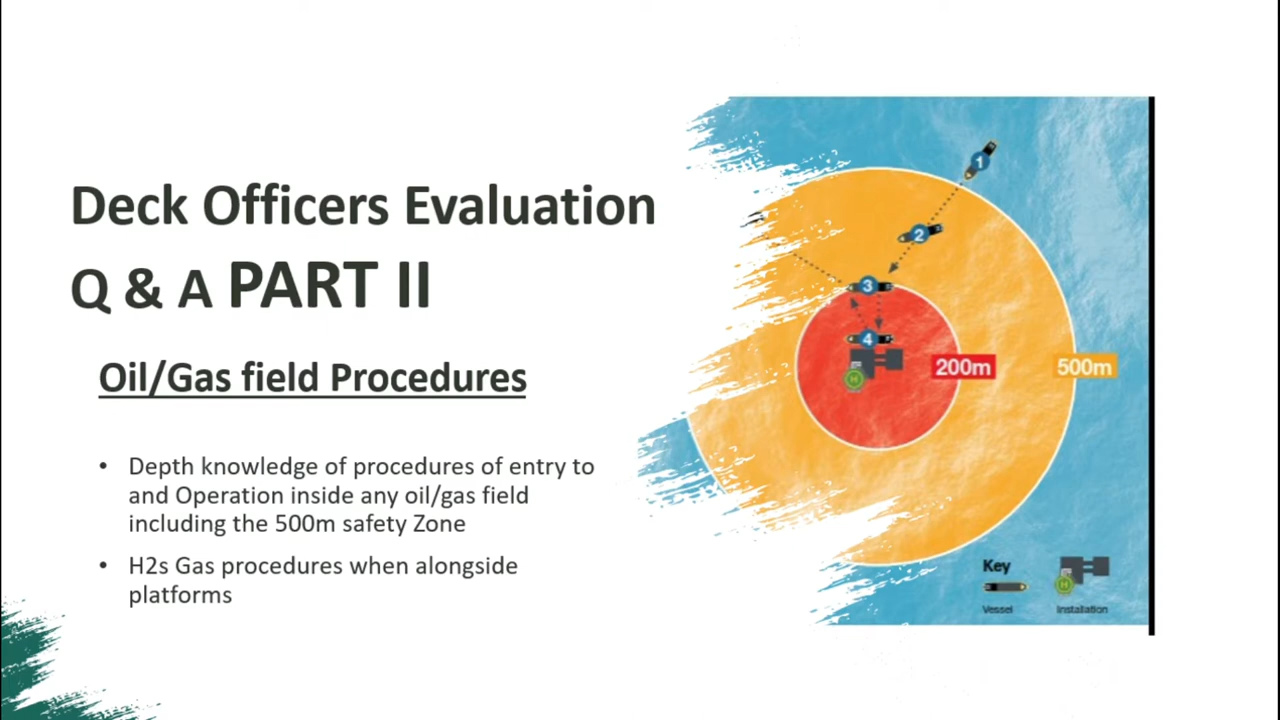 Deck Officers Evaluation
Q & A PART II
Oil/Gas field Procedures
• Depth knowledge of procedures of entry to
and Operation inside any oil/gas field
including the 500m safety Zone
• H2s Gas procedures when alongside
platforms
1
2
3
4
H
200m
500m
Key
Vessel
Installation